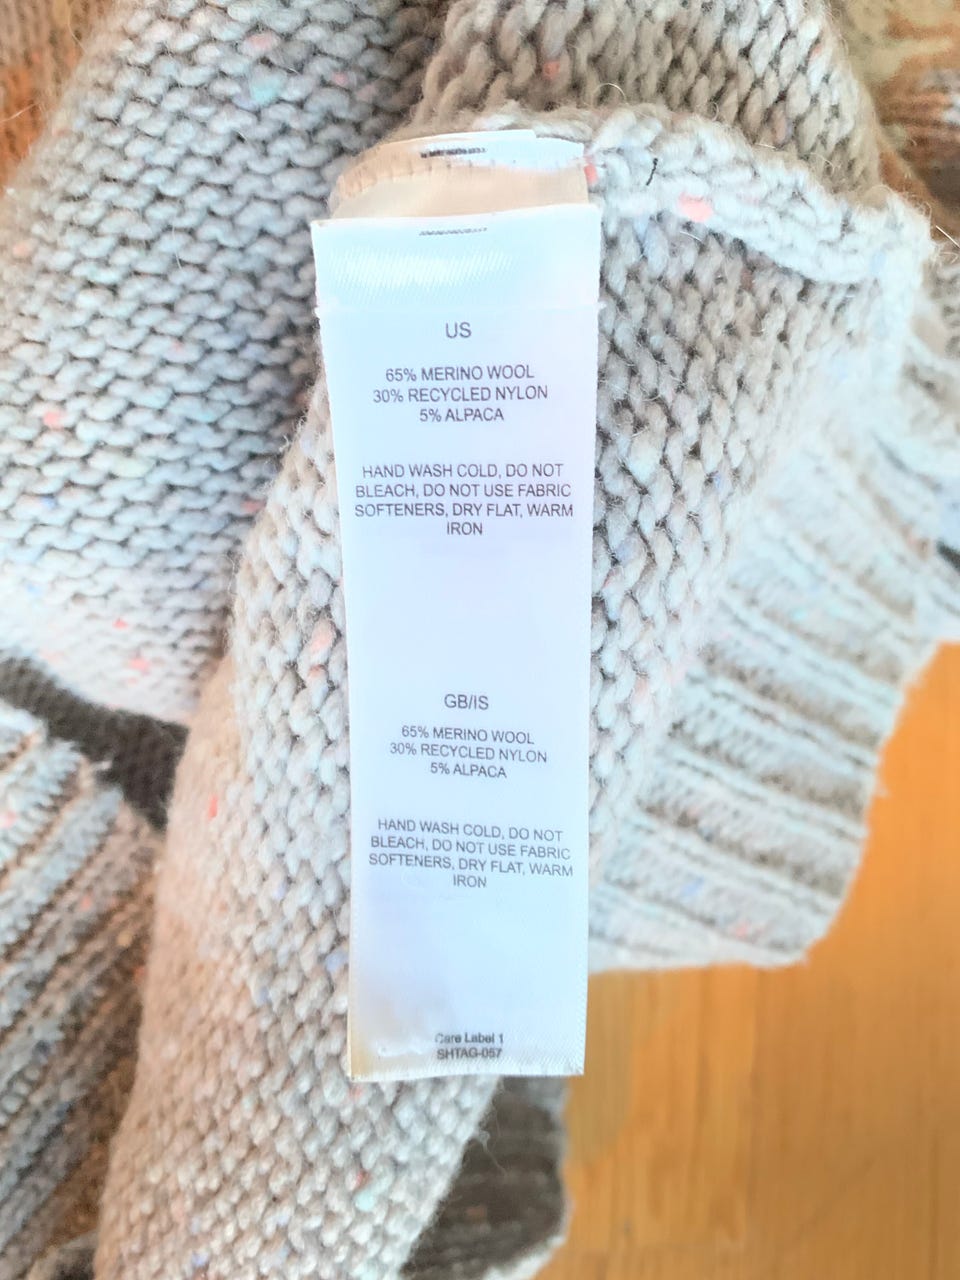 US
65% MERINO WOOL
30% RECYCLED NYLON
5% ALPACA
HAND WASH COLD, DO NOT
BLEACH, DO NOT USE FABRIC
SOFTENERS, DRY FLAT, WARM
IRON
GB/IS
65% MERINO WOOL
30% RECYCLED NYLON
5% ALPACA
HAND WASH COLD, DO NOT
BLEACH, DO NOT USE FABRIC
SOFTENERS, DRY FLAT, WARM
IRON
Care Label 1
SHTAG-057